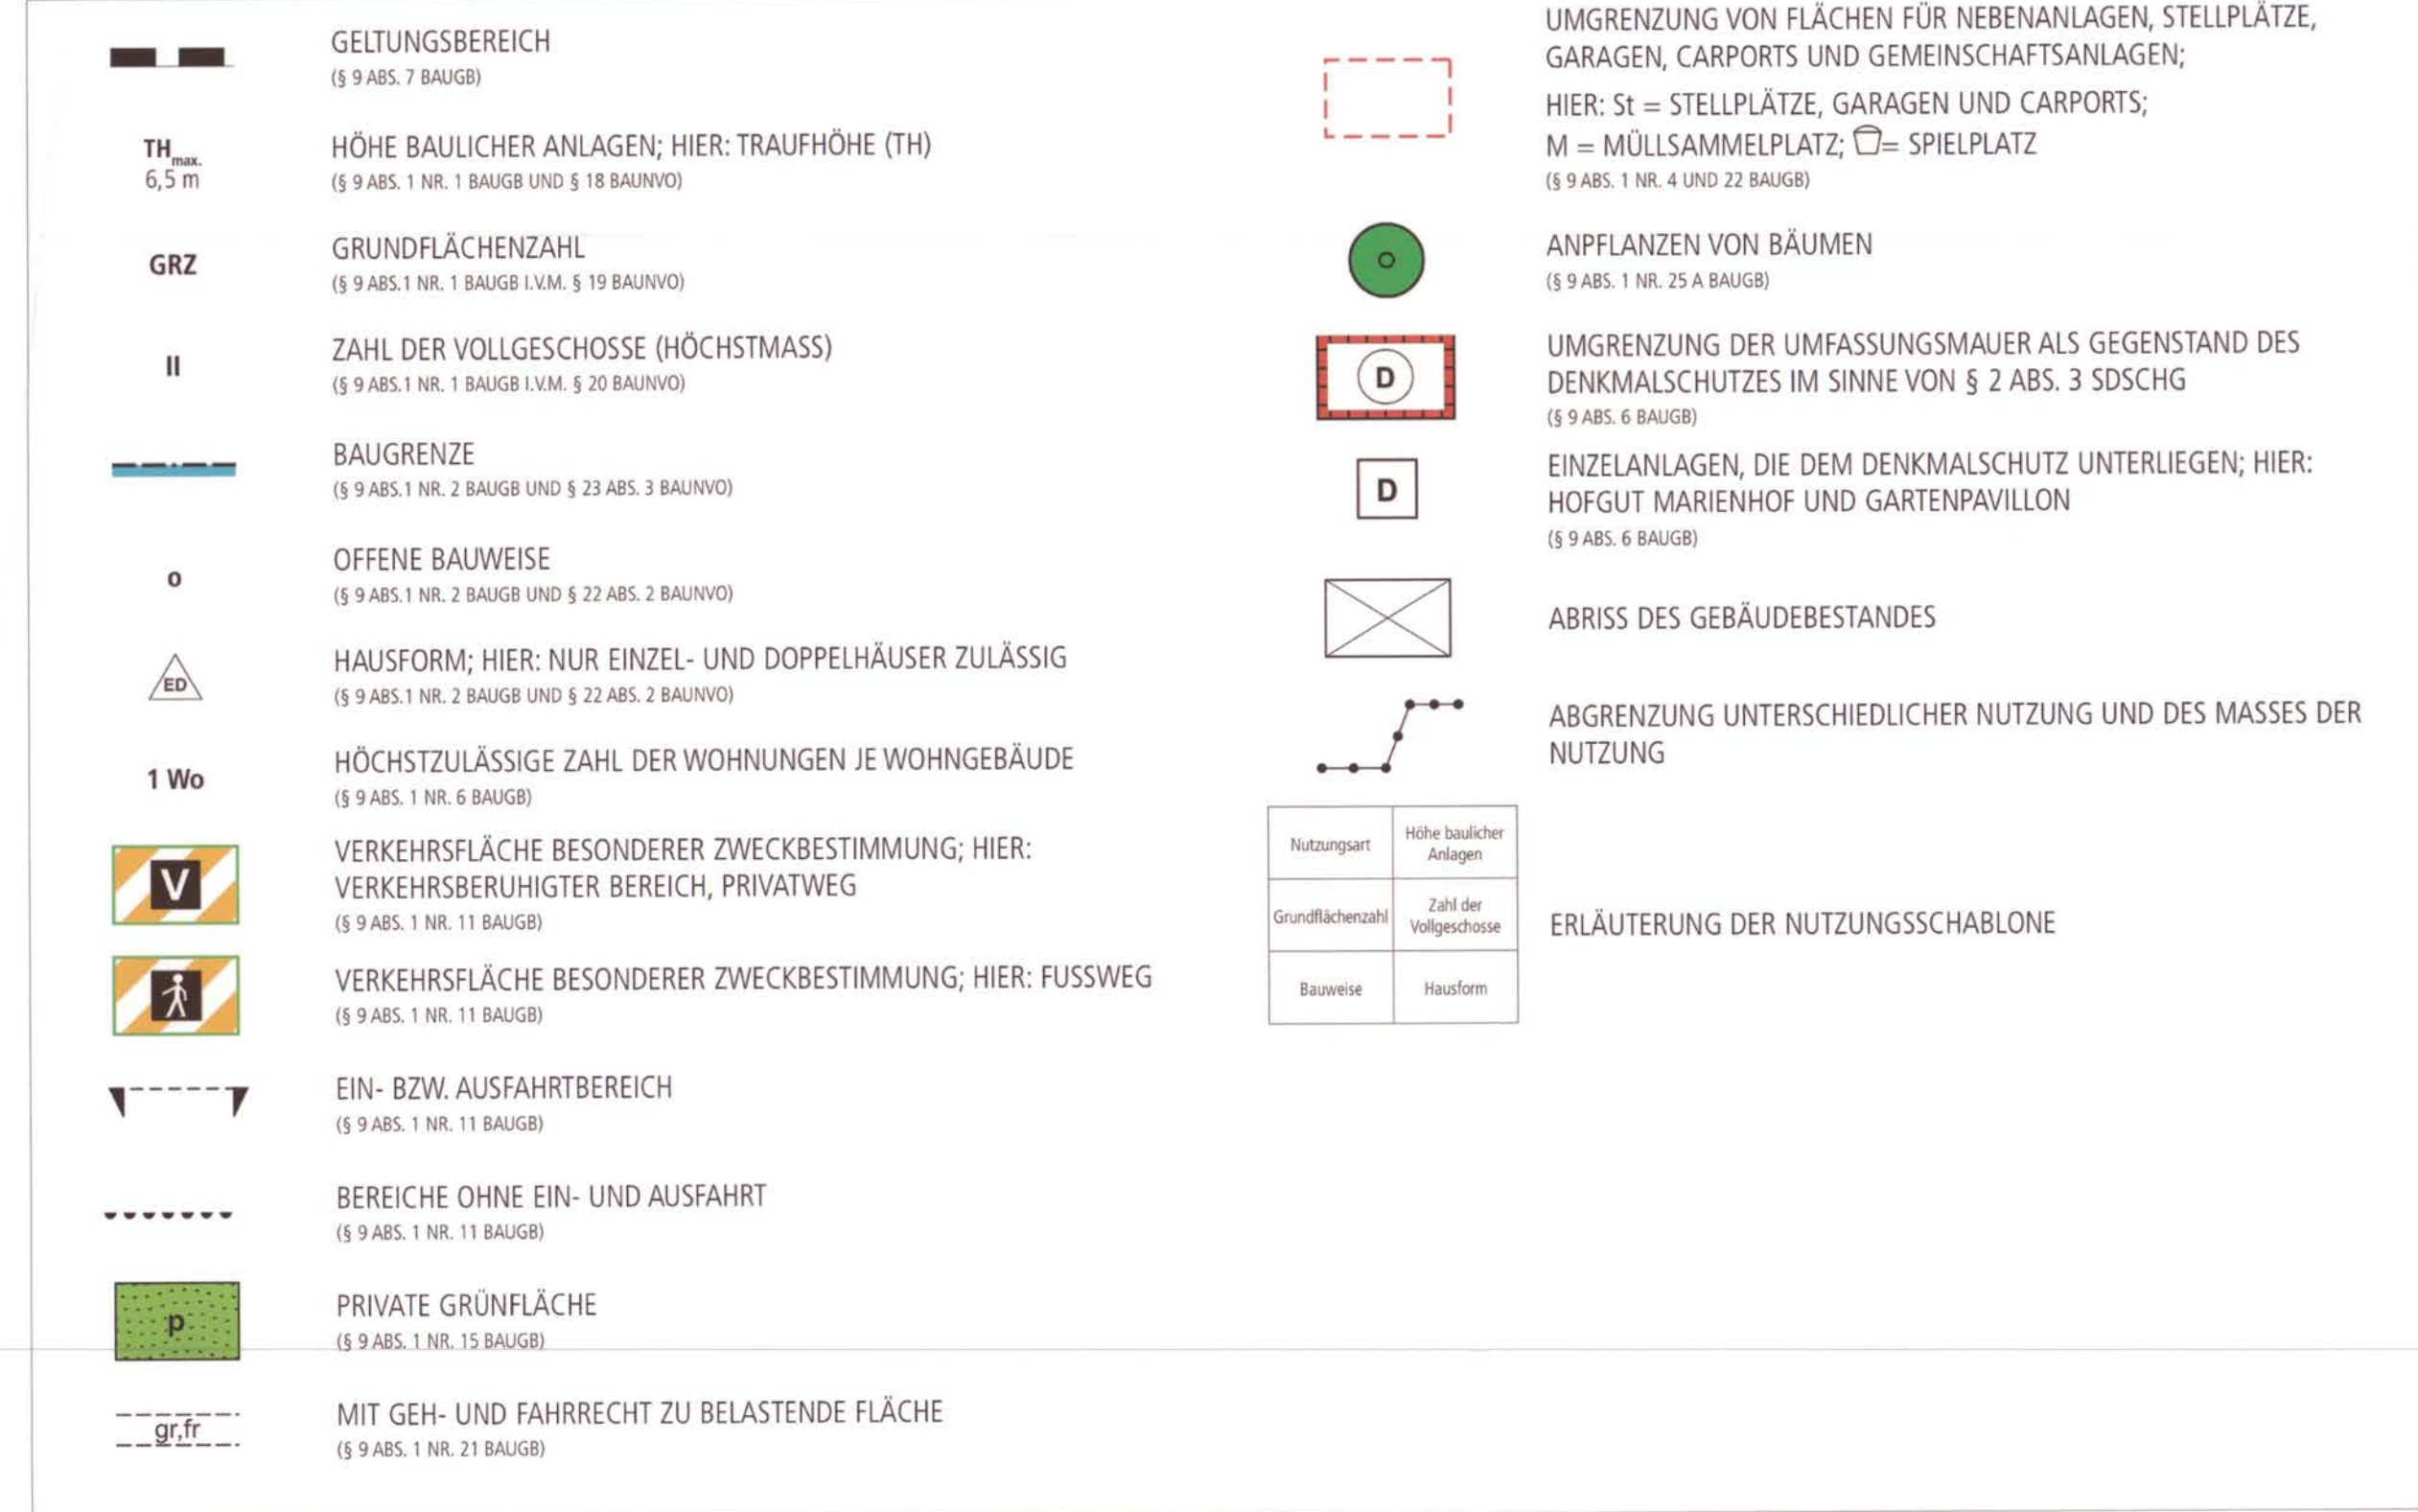 GELTUNGSBEREICH
(§ 9 ABS. 7 BAUGB)
TH max.
6,5 m
HÖHE BAULICHER ANLAGEN; HIER: TRAUFHÖHE (TH)
(§ 9 ABS. 1 NR. 1 BAUGB UND § 18 BAUNVO)
GRZ
GRUNDFLÄCHENZAHL
(§ 9 ABS.1 NR. 1 BAUGB I.V.M. § 19 BAUNVO)
II
ZAHL DER VOLLGESCHOSSE (HÖCHSTMASS)
(§ 9 ABS.1 NR. 1 BAUGB I.V.M. § 20 BAUNVO)
BAUGRENZE
(§ 9 ABS.1 NR. 2 BAUGB UND § 23 ABS. 3 BAUNVO)
o
OFFENE BAUWEISE
(§ 9 ABS.1 NR. 2 BAUGB UND § 22 ABS. 2 BAUNVO)
ED
HAUSFORM; HIER: NUR EINZEL- UND DOPPELHÄUSER ZULÄSSIG
(§ 9 ABS.1 NR. 2 BAUGB UND § 22 ABS. 2 BAUNVO)
1 Wo
HÖCHSTZULÄSSIGE ZAHL DER WOHNUNGEN JE WOHNGEBÄUDE
(§ 9 ABS. 1 NR. 6 BAUGB)
V
VERKEHRSFLÄCHE BESONDERER ZWECKBESTIMMUNG; HIER:
VERKEHRSBERUHIGTER BEREICH, PRIVATWEG
(§ 9 ABS. 1 NR. 11 BAUGB)
VERKEHRSFLÄCHE BESONDERER ZWECKBESTIMMUNG; HIER: FUSSWEG
(§ 9 ABS. 1 NR. 11 BAUGB)
EIN- BZW. AUSFAHRTBEREICH
(§ 9 ABS. 1 NR. 11 BAUGB)
BEREICHE OHNE EIN- UND AUSFAHRT
(§ 9 ABS. 1 NR. 11 BAUGB)
p
PRIVATE GRÜNFLÄCHE
(§ 9 ABS. 1 NR. 15 BAUGB)
gr,fr
MIT GEH- UND FAHRRECHT ZU BELASTENDE FLÄCHE
(§ 9 ABS. 1 NR. 21 BAUGB)
UMGRENZUNG VON FLÄCHEN FÜR NEBENANLAGEN, STELLPLÄTZE,
GARAGEN, CARPORTS UND GEMEINSCHAFTSANLAGEN;
HIER: St = STELLPLÄTZE, GARAGEN UND CARPORTS;
M = MÜLLSAMMELPLATZ; = SPIELPLATZ
(§ 9 ABS. 1 NR. 4 UND 22 BAUGB)
ANPFLANZEN VON BÄUMEN
(§ 9 ABS. 1 NR. 25 A BAUGB)
D
UMGRENZUNG DER UMFASSUNGSMAUER ALS GEGENSTAND DES
DENKMALSCHUTZES IM SINNE VON § 2 ABS. 3 SDSCHG
(§ 9 ABS. 6 BAUGB)
D
EINZELANLAGEN, DIE DEM DENKMALSCHUTZ UNTERLIEGEN; HIER:
HOFGUT MARIENHOF UND GARTENPAVILLON
(§ 9 ABS. 6 BAUGB)
ABRISS DES GEBÄUDEBESTANDES
ABGRENZUNG UNTERSCHIEDLICHER NUTZUNG UND DES MASSES DER
NUTZUNG
Nutzungsart
Höhe baulicher
Anlagen
Grundflächenzahl
Zahl der
Vollgeschosse
Bauweise
Hausform
ERLÄUTERUNG DER NUTZUNGSSCHABLONE